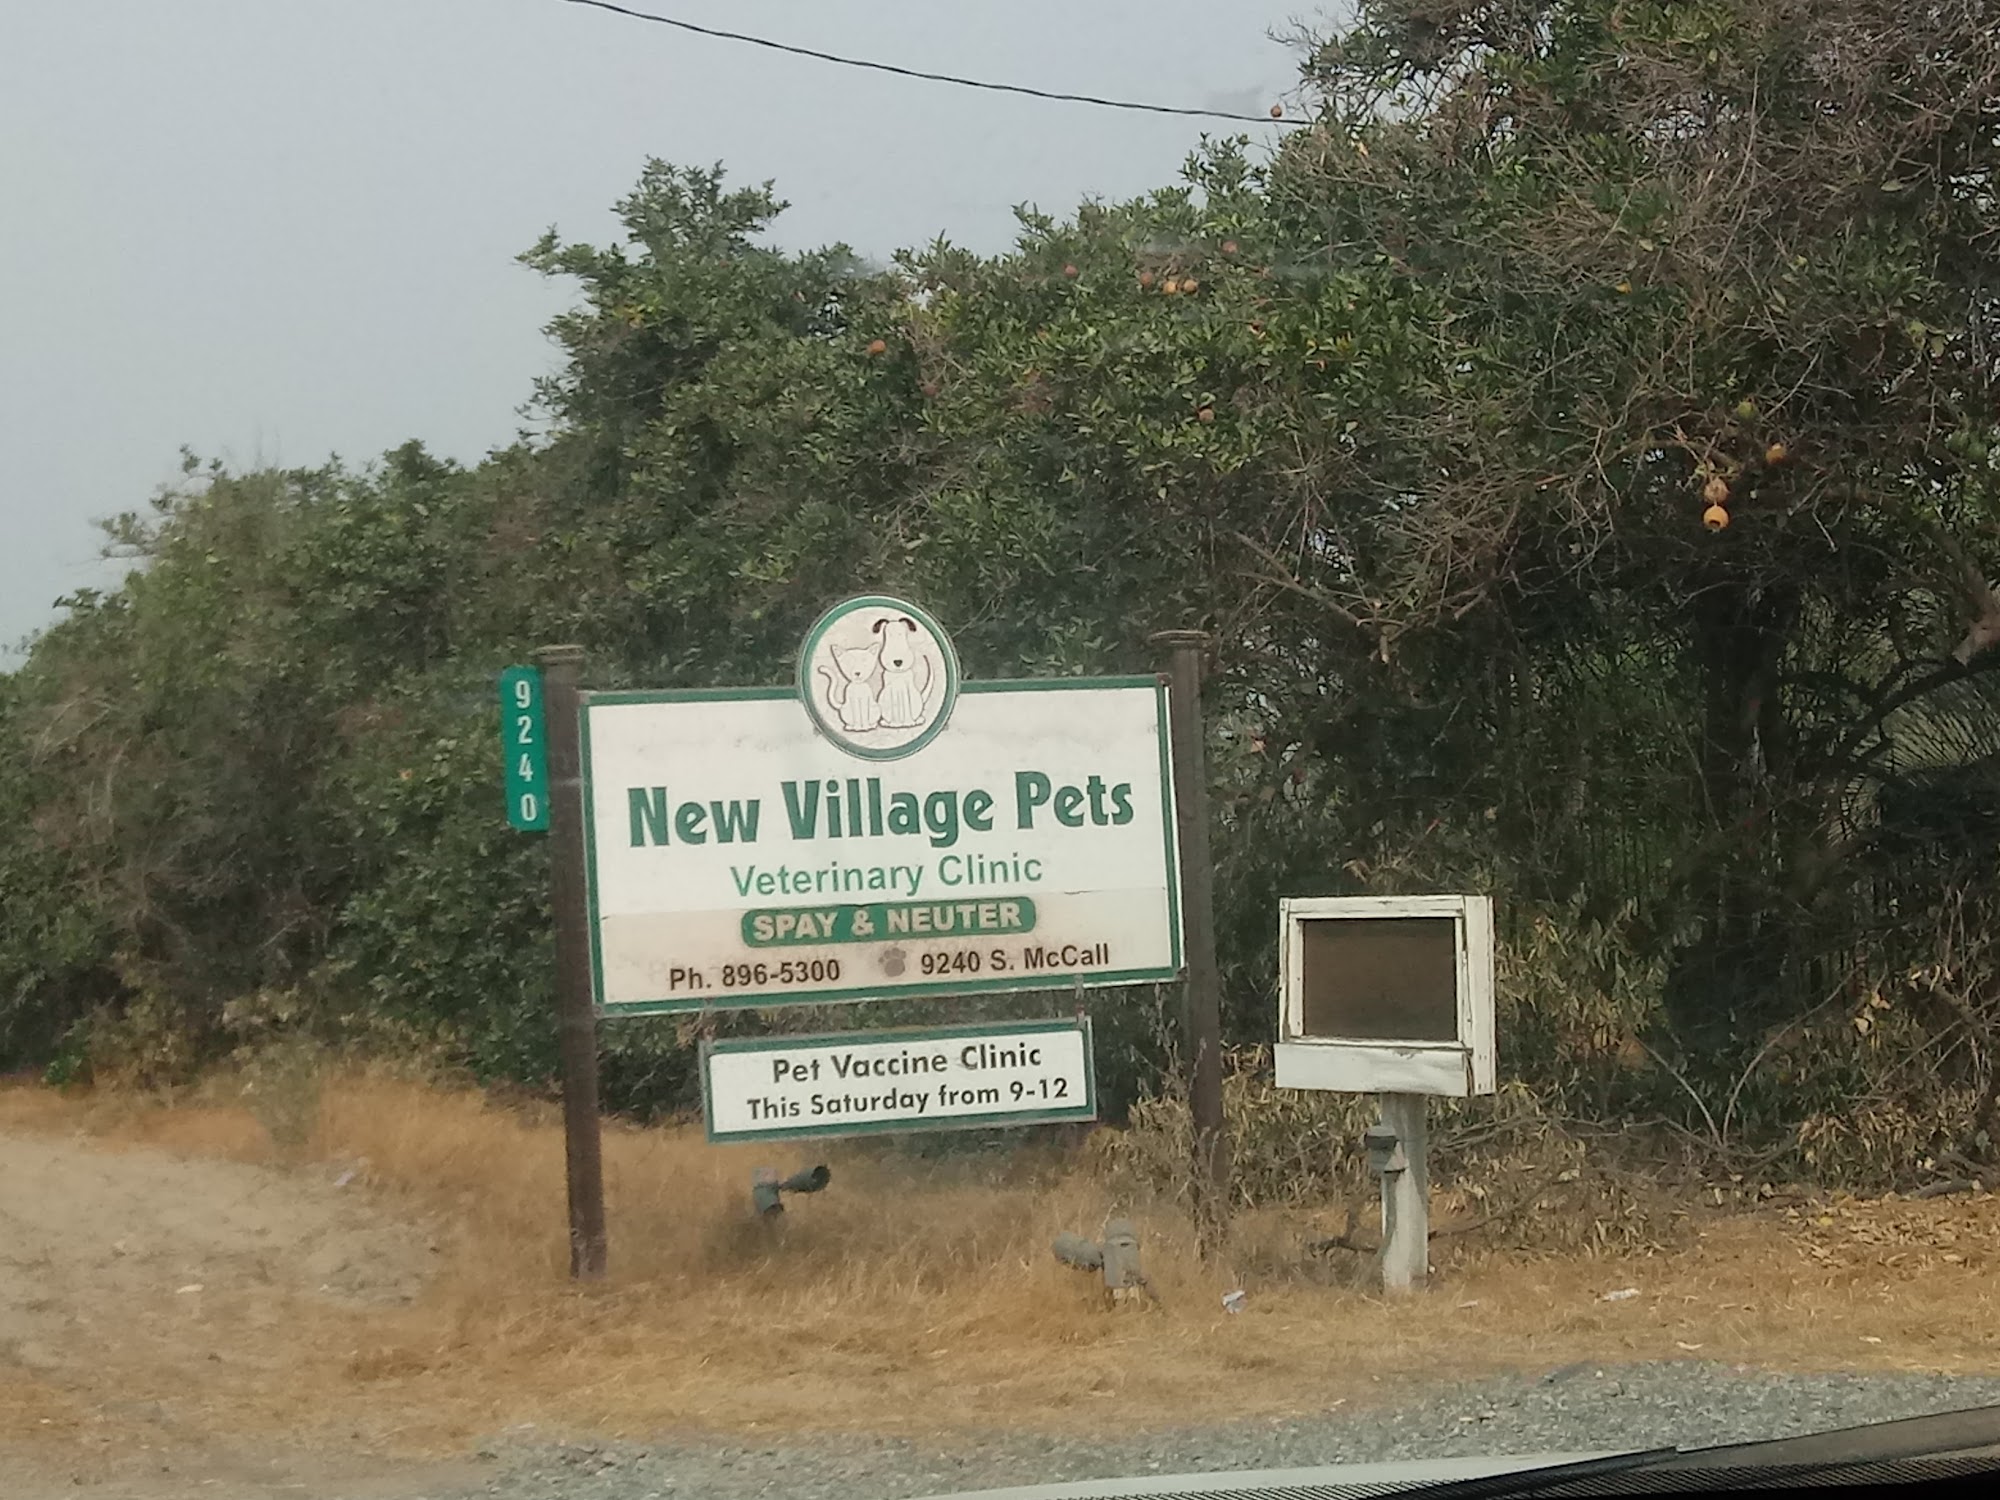 9240
New Village Pets
Veterinary Clinic
SPAY & NEUTER
Ph. 896-5300 9240 S. McCall
Pet Vaccine Clinic
This Saturday from 9-12